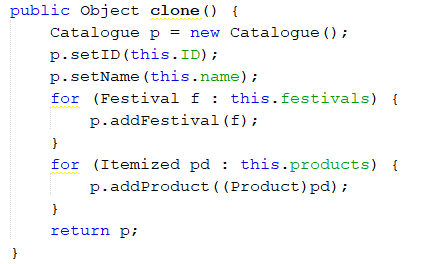 public Object clone() {
    Catalogue p = new Catalogue();
    p.setID(this.ID);
    p.setName(this.name);
    for (Festival f : this.festivals) {
        p.addFestival(f);
    }
    for (Itemized pd : this.products) {
        p.addProduct((Product)pd);
    }
    return p;
}